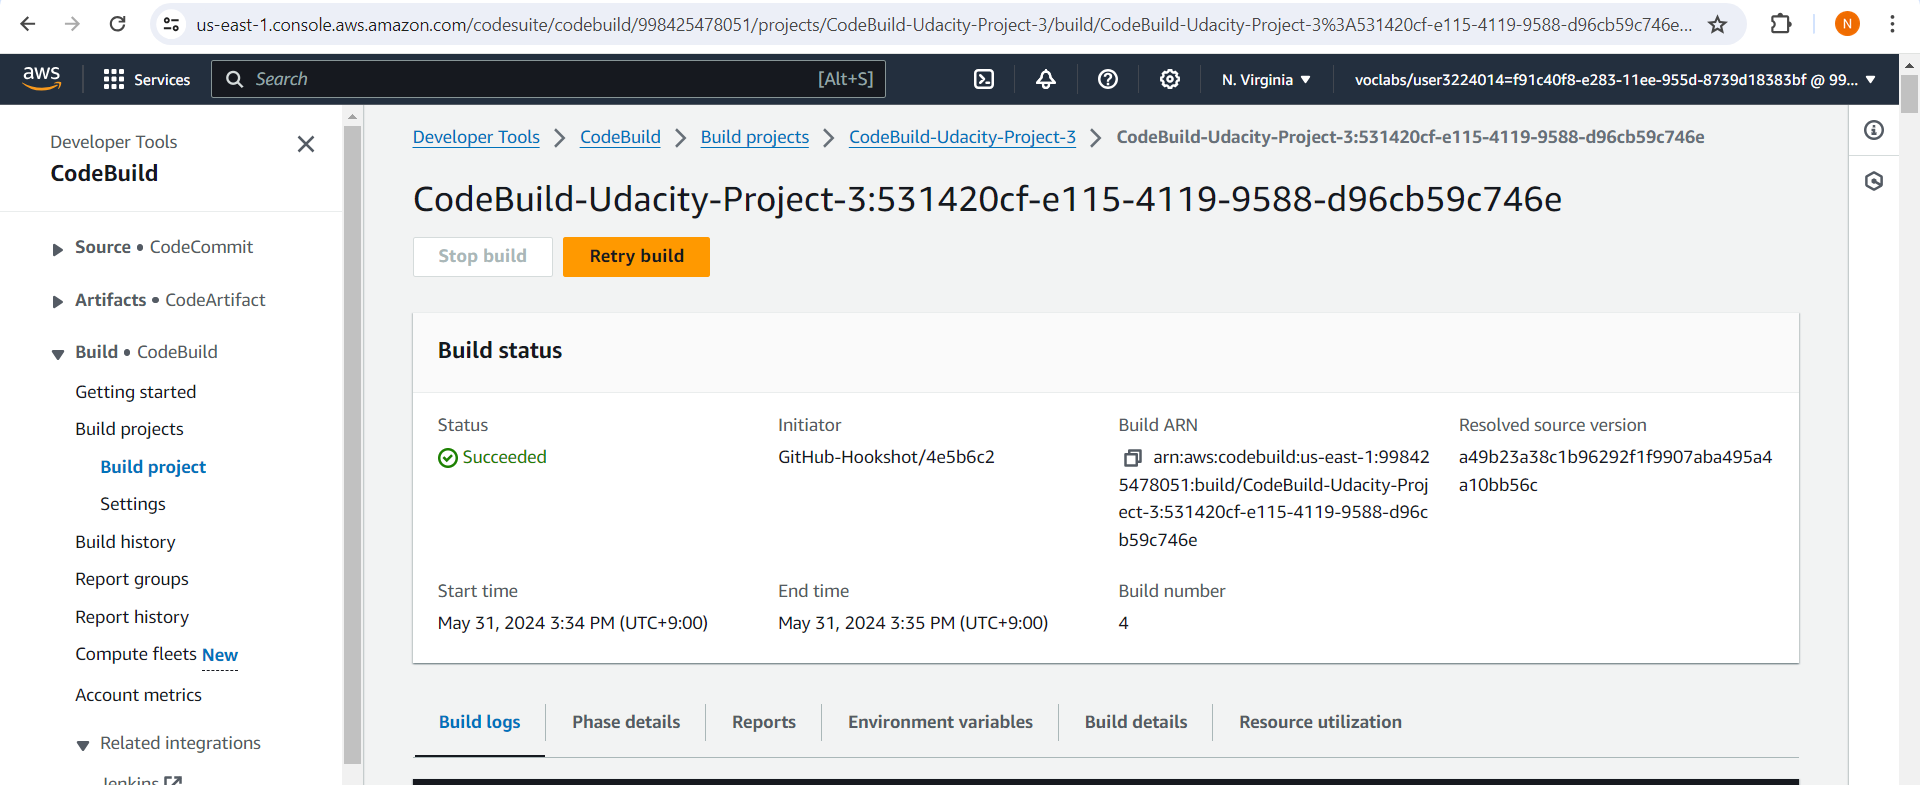 us-east-1.console.aws.amazon.com/codesuite/codebuild/998425478051/projects/CodeBuild-Udacity-Project-3/build/CodeBuild-Udacity-Project-3%3A531420cf-e115-4119-9588-d96cb59c746e...
N
aws
Services
Search
[Alt+S]
N. Virginia
voclabs/user3224014=f91c40f8-e283-11ee-955d-8739d18383bf @ 99...
Developer Tools
CodeBuild
Source • CodeCommit
Artifacts • CodeArtifact
Build • CodeBuild
Getting started
Build projects
Build project
Settings
Build history
Report groups
Report history
Compute fleets New
Account metrics
Related integrations
Jenkins
Developer Tools
CodeBuild
Build projects
CodeBuild-Udacity-Project-3
CodeBuild-Udacity-Project-3:531420cf-e115-4119-9588-d96cb59c746e
CodeBuild-Udacity-Project-3:531420cf-e115-4119-9588-d96cb59c746e
Stop build
Retry build
Build status
Status
Succeeded
Initiator
GitHub-Hookshot/4e5b6c2
Build ARN
arn:aws:codebuild:us-east-1:99842
5478051:build/CodeBuild-Udacity-Proj
ect-3:531420cf-e115-4119-9588-d96c
b59c746e
Resolved source version
a49b23a38c1b96292f1f9907aba495a4
a10bb56c
Start time
May 31, 2024 3:34 PM (UTC+9:00)
End time
May 31, 2024 3:35 PM (UTC+9:00)
Build number
4
Build logs
Phase details
Reports
Environment variables
Build details
Resource utilization